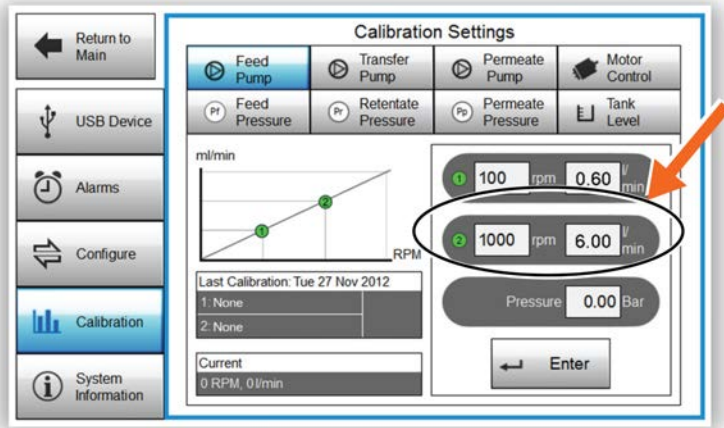 Return to
Main
USB Device
Alarms
Configure
Calibration
System
Information
Calibration Settings
Feed
Pump
Transfer
Pump
Permeate
Pump
Motor
Control
Pf Feed
Pressure
Pr Retentate
Pressure
Pp Permeate
Pressure
Tank
Level
ml/min
1
2
RPM
1 100 rpm 0.60 l/min
2 1000 rpm 6.00 l/min
Pressure 0.00 Bar
Last Calibration: Tue 27 Nov 2012
1: None
2: None
Current
0 RPM, 0 l/min
Enter